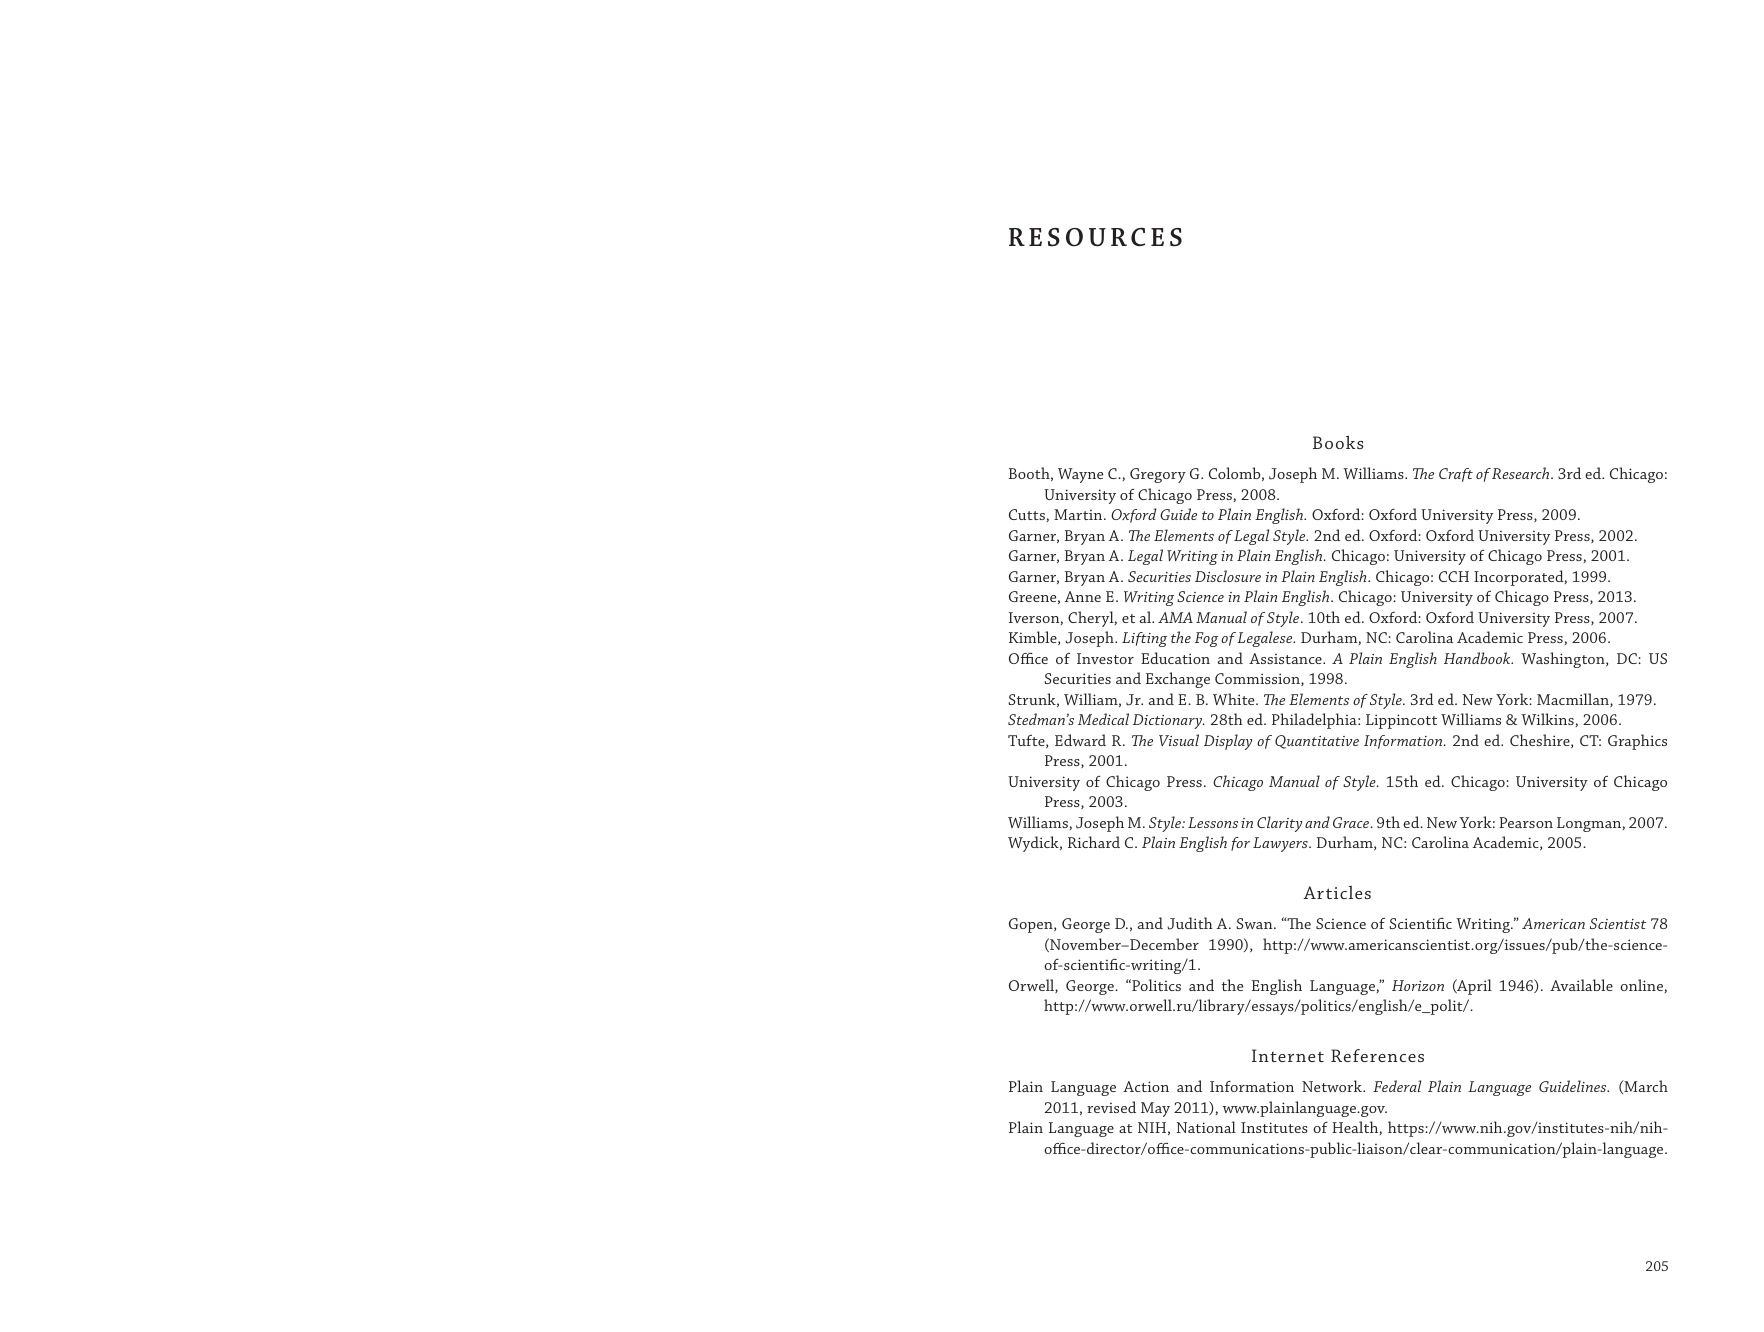 RESOURCES
Books
Booth, Wayne C., Gregory G. Colomb, Joseph M. Williams. The Craft of Research. 3rd ed. Chicago:
University of Chicago Press, 2008.
Cutts, Martin. Oxford Guide to Plain English. Oxford: Oxford University Press, 2009.
Garner, Bryan A. The Elements of Legal Style. 2nd ed. Oxford: Oxford University Press, 2002.
Garner, Bryan A. Legal Writing in Plain English. Chicago: University of Chicago Press, 2001.
Garner, Bryan A. Securities Disclosure in Plain English. Chicago: CCH Incorporated, 1999.
Greene, Anne E. Writing Science in Plain English. Chicago: University of Chicago Press, 2013.
Iverson, Cheryl, et al. AMA Manual of Style. 10th ed. Oxford: Oxford University Press, 2007.
Kimble, Joseph. Lifting the Fog of Legalese. Durham, NC: Carolina Academic Press, 2006.
Office of Investor Education and Assistance. A Plain English Handbook. Washington, DC: US
Securities and Exchange Commission, 1998.
Strunk, William, Jr. and E. B. White. The Elements of Style. 3rd ed. New York: Macmillan, 1979.
Stedman’s Medical Dictionary. 28th ed. Philadelphia: Lippincott Williams & Wilkins, 2006.
Tufte, Edward R. The Visual Display of Quantitative Information. 2nd ed. Cheshire, CT: Graphics
Press, 2001.
University of Chicago Press. Chicago Manual of Style. 15th ed. Chicago: University of Chicago
Press, 2003.
Williams, Joseph M. Style: Lessons in Clarity and Grace. 9th ed. New York: Pearson Longman, 2007.
Wydick, Richard C. Plain English for Lawyers. Durham, NC: Carolina Academic, 2005.
Articles
Gopen, George D., and Judith A. Swan. “The Science of Scientific Writing.” American Scientist 78
(November–December 1990), http://www.americanscientist.org/issues/pub/the-science-
of-scientific-writing/1.
Orwell, George. “Politics and the English Language,” Horizon (April 1946). Available online,
http://www.orwell.ru/library/essays/politics/english/e_polit/.
Internet References
Plain Language Action and Information Network. Federal Plain Language Guidelines. (March
2011, revised May 2011), www.plainlanguage.gov.
Plain Language at NIH, National Institutes of Health, https://www.nih.gov/institutes-nih/nih-
office-director/office-communications-public-liaison/clear-communication/plain-language.
205